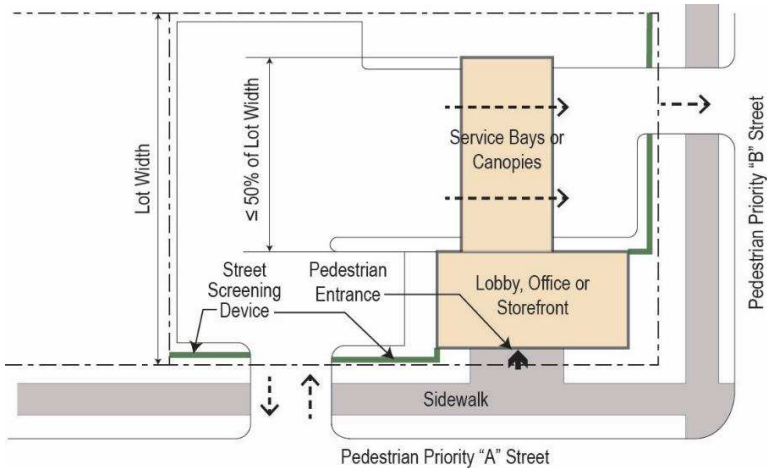 Lot Width
≤ 50% of Lot Width
Service Bays or
Canopies
Pedestrian Priority "B" Street
Street
Screening
Device
Pedestrian
Entrance
Lobby, Office or
Storefront
Sidewalk
Pedestrian Priority "A" Street